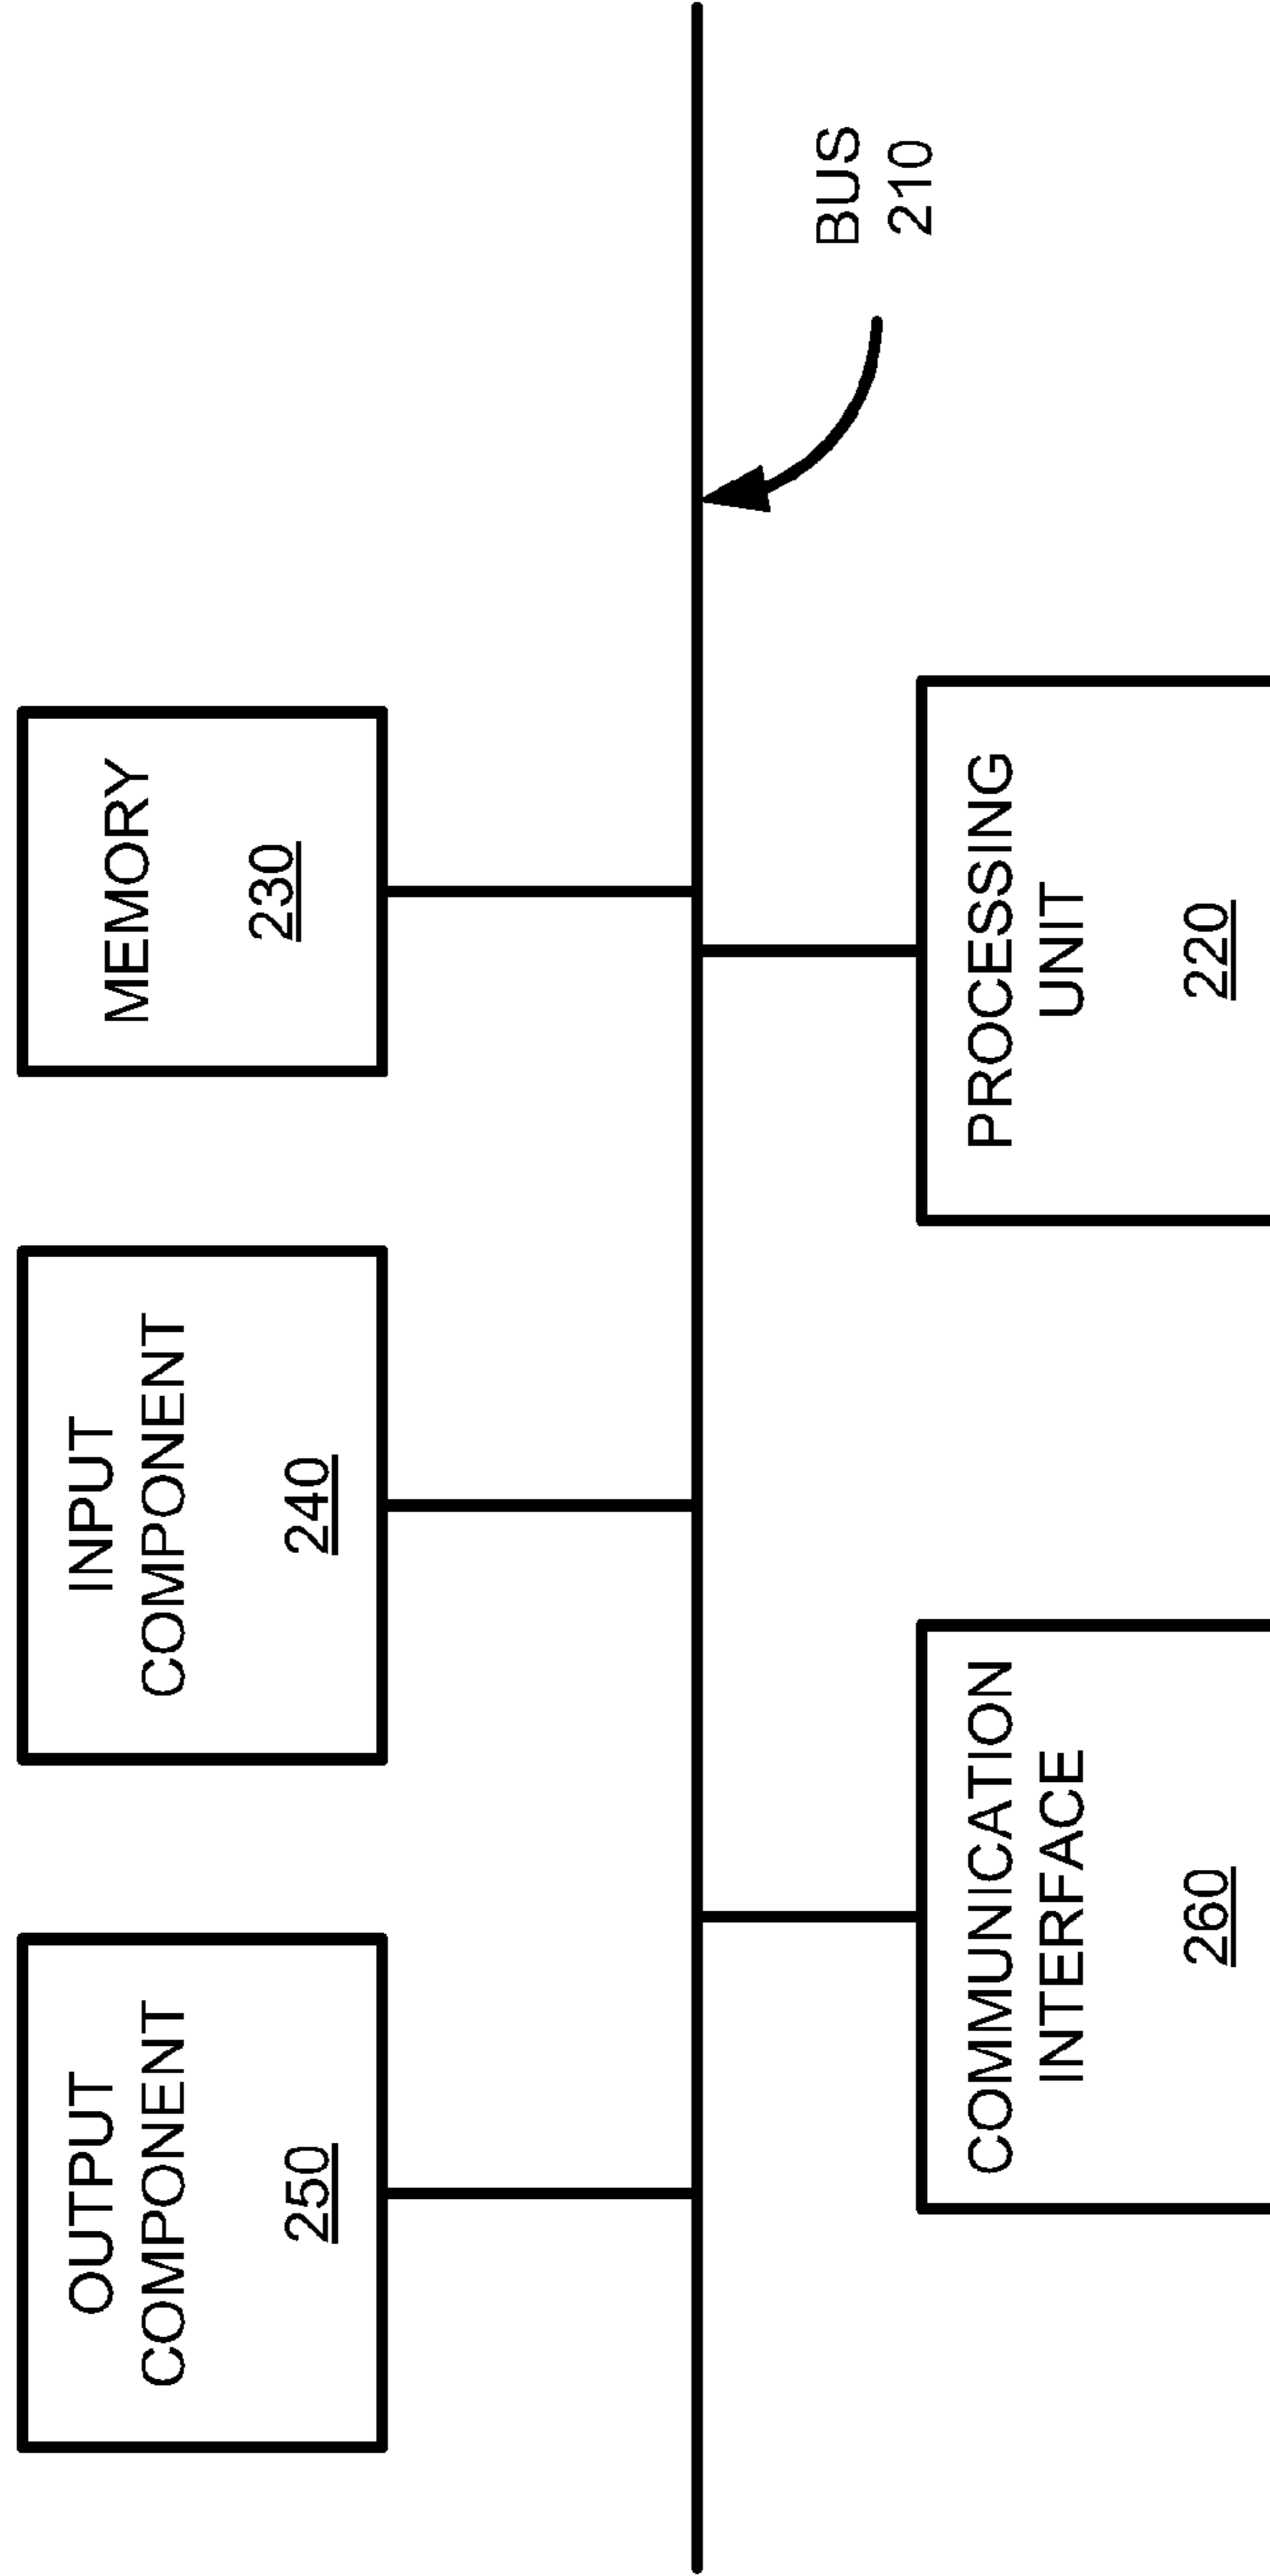 OUTPUT
COMPONENT
250
INPUT
COMPONENT
240
MEMORY
230
BUS
210
COMMUNICATION
INTERFACE
260
PROCESSING
UNIT
220